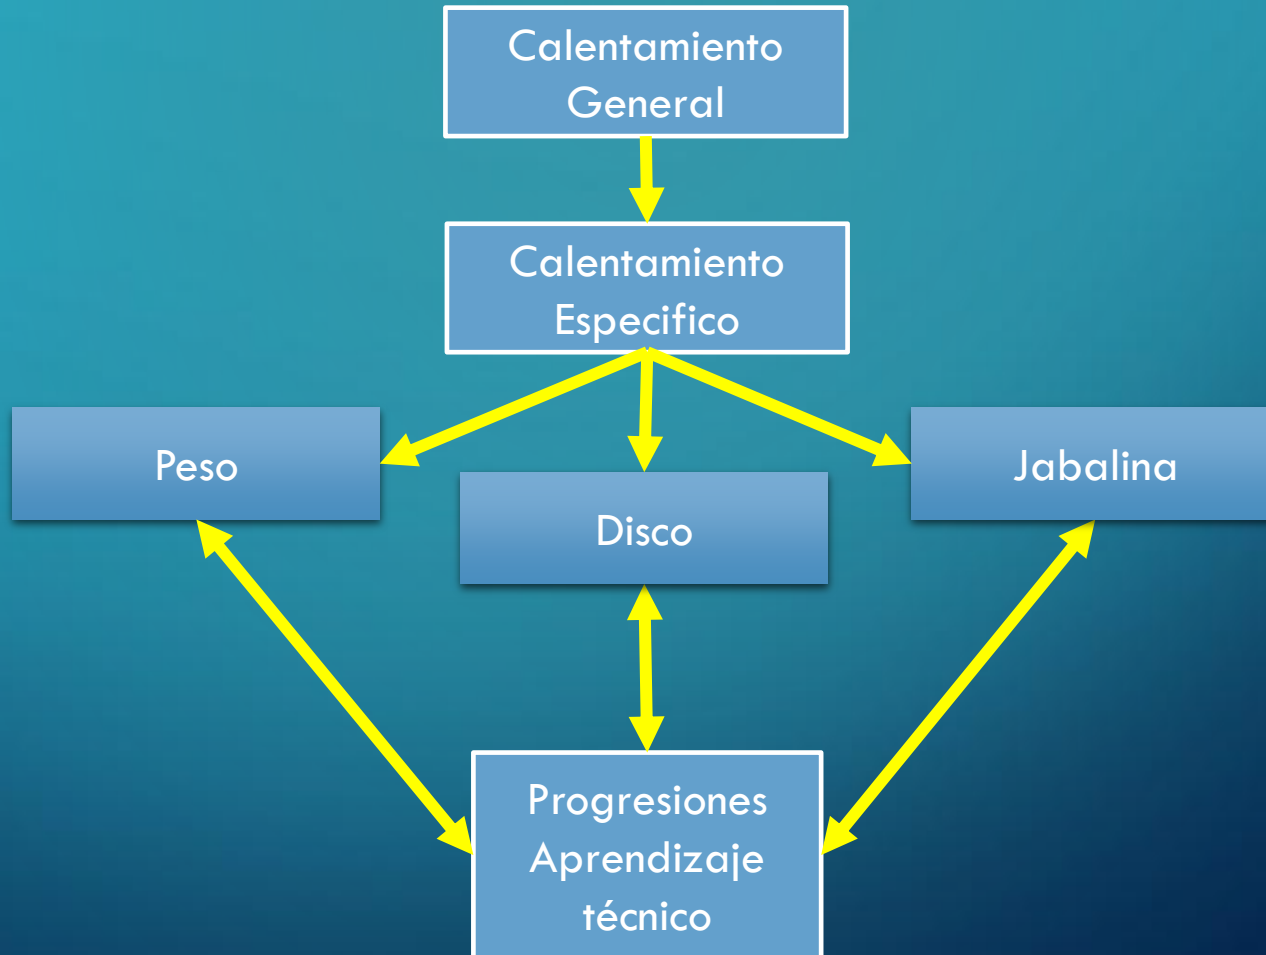 Calentamiento
General
Calentamiento
Especifico
Peso
Disco
Jabalina
Progresiones
Aprendizaje
técnico